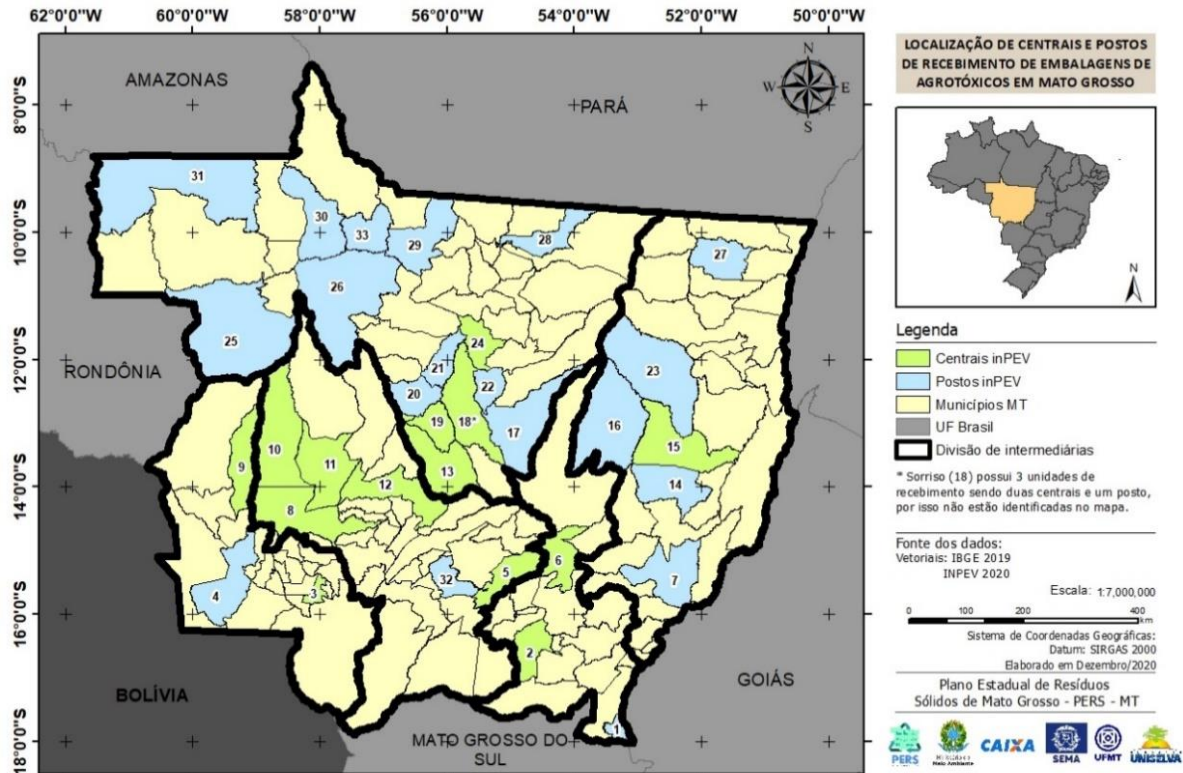 62°0'0"W 60°0'0"W 58°0'0"W 56°0'0"W 54°0'0"W 52°0'0"W 50°0'0"W
8°0'0"S
10°0'0"S
12°0'0"S
14°0'0"S
16°0'0"S
18°0'0"S
AMAZONAS
PARÁ
N
W E
S
31
30
33
29
28
27
26
25
24
23
RONDÔNIA
21
22
20
19
18*
17
16
15
10
9
11
13
12
14
8
6
5
32
7
3
4
2
1
BOLÍVIA
GOIÁS
MATO GROSSO DO
SUL
LOCALIZAÇÃO DE CENTRAIS E POSTOS
DE RECEBIMENTO DE EMBALAGENS DE
AGROTÓXICOS EM MATO GROSSO
N
Legenda
Centrais inPEV
Postos inPEV
Municípios MT
UF Brasil
Divisão de intermediárias
* Sorriso (18) possui 3 unidades de
recebimento sendo duas centrais e um posto,
por isso não estão identificadas no mapa.
Fonte dos dados:
Vetoriais: IBGE 2019
INPEV 2020
Escala: 1:7,000,000
0 100 200 400
km
Sistema de Coordenadas Geográficas:
Datum: SIRGAS 2000
Elaborado em Dezembro/2020
Plano Estadual de Resíduos
Sólidos de Mato Grosso - PERS - MT
PERS
Meio Ambiente
CAIXA
SEMA
UFMT
UNISELVA